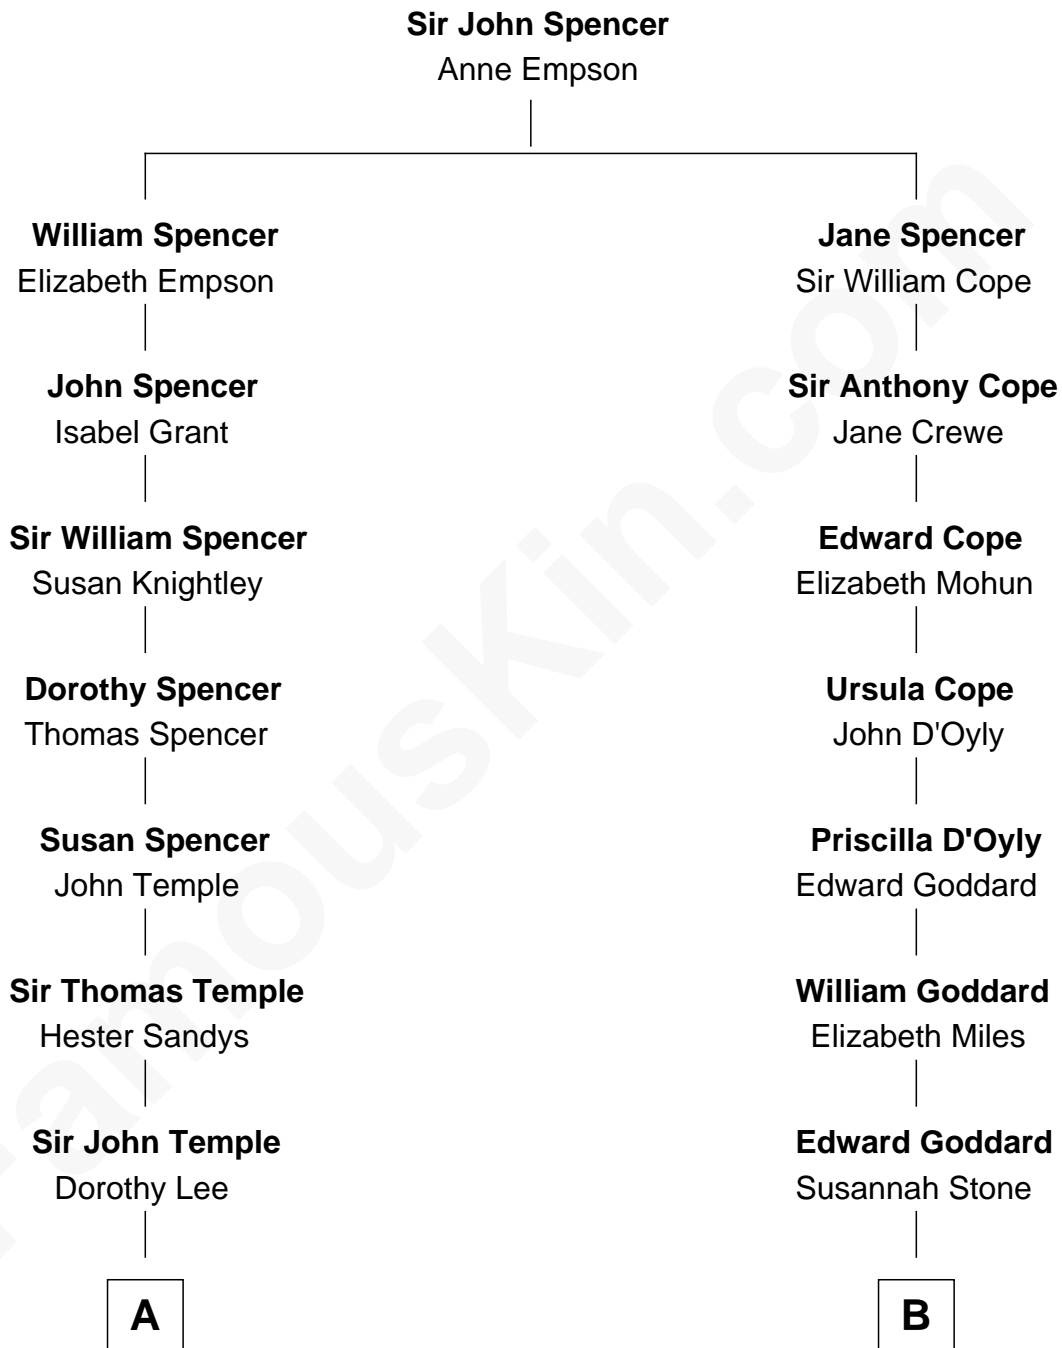 Sir John Spencer
Anne Empson
William Spencer
Elizabeth Empson
John Spencer
Isabel Grant
Sir William Spencer
Susan Knightley
Dorothy Spencer
Thomas Spencer
Susan Spencer
John Temple
Sir Thomas Temple
Hester Sandys
Sir John Temple
Dorothy Lee
A
Jane Spencer
Sir William Cope
Sir Anthony Cope
Jane Crewe
Edward Cope
Elizabeth Mohun
Ursula Cope
John D'Oyly
Priscilla D'Oyly
Edward Goddard
William Goddard
Elizabeth Miles
Edward Goddard
Susannah Stone
B
FamousKin.com